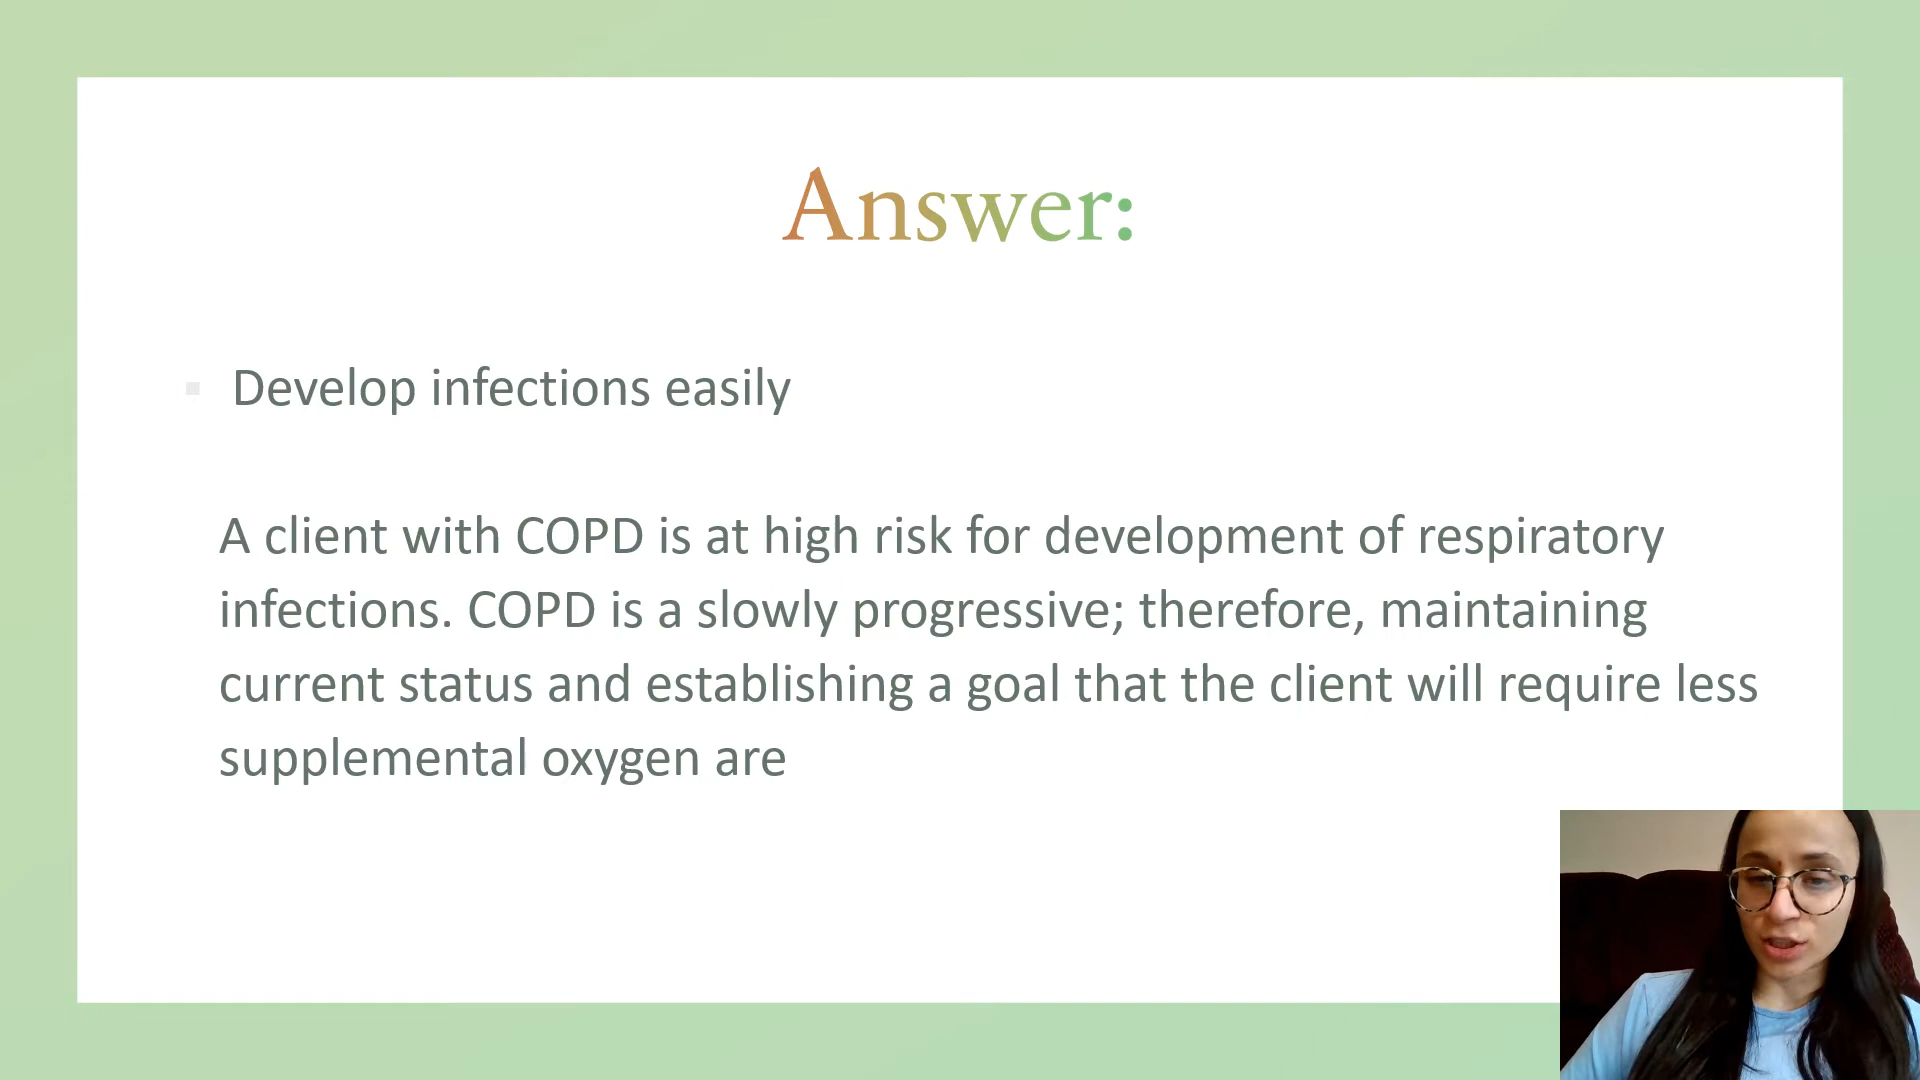 Answer:
Develop infections easily
A client with COPD is at high risk for development of respiratory
infections. COPD is a slowly progressive; therefore, maintaining
current status and establishing a goal that the client will require less
supplemental oxygen are